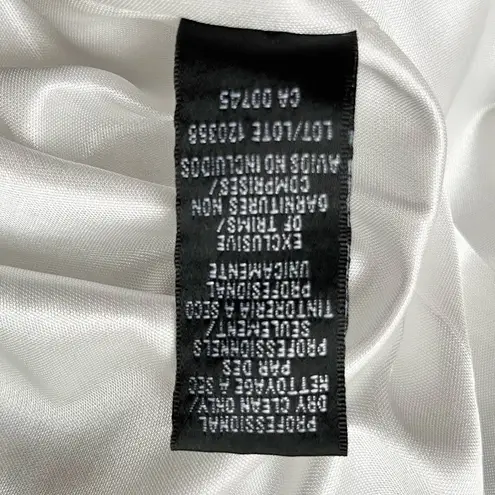 PROFESSIONAL
DRY CLEAN ONLY/
NETTOYAGE A SEC
PAR DES
PROFESSIONNELS
SEULEMENT/
TINTORERIA A SECO
PROFESIONAL
UNICAMENTE
EXCLUSIVE
OF TRIMS/
GARNITURES NON
COMPRISES/
AVIOS NO INCLUIDOS
LOT/LOTE 120358
CA 00745